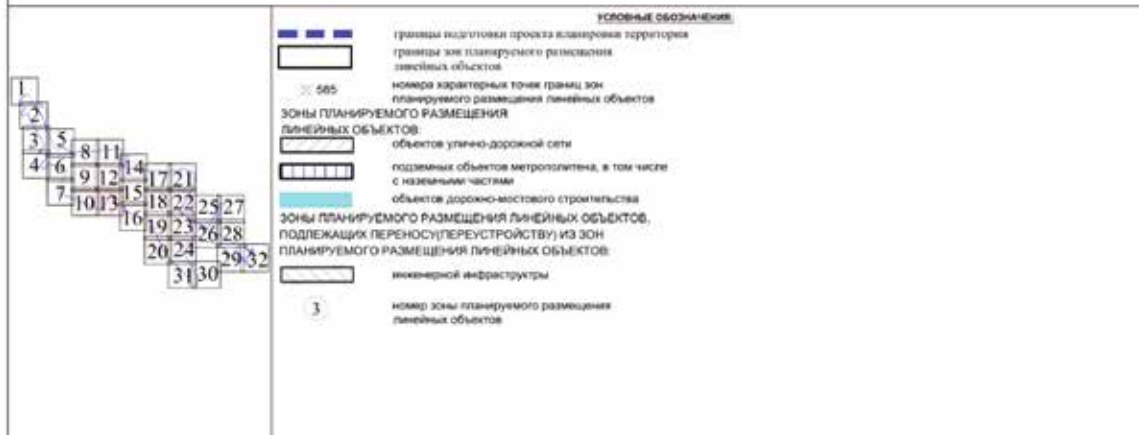 УСЛОВНЫЕ ОБОЗНАЧЕНИЯ:
границы подготовки проекта планировки территории
границы зон планируемого размещения
линейных объектов
585
номера характерных точек границ зон
планируемого размещения линейных объектов
ЗОНЫ ПЛАНИРУЕМОГО РАЗМЕЩЕНИЯ
ЛИНЕЙНЫХ ОБЪЕКТОВ:
объектов улично-дорожной сети
подземных объектов метрополитена, в том числе
с наземными частями
объектов дорожно-мостового строительства
ЗОНЫ ПЛАНИРУЕМОГО РАЗМЕЩЕНИЯ ЛИНЕЙНЫХ ОБЪЕКТОВ,
ПОДЛЕЖАЩИХ ПЕРЕНОСУ(ПЕРЕУСТРОЙСТВУ) ИЗ ЗОН
ПЛАНИРУЕМОГО РАЗМЕЩЕНИЯ ЛИНЕЙНЫХ ОБЪЕКТОВ:
инженерной инфраструктры
3
номер зоны планируемого размещения
линейных объектов
1
2
3 5
8 11
4 6
14
9 12
17 21
7
15
10 13
18 22
25 27
16
19 23
26 28
20 24
29 32
31 30